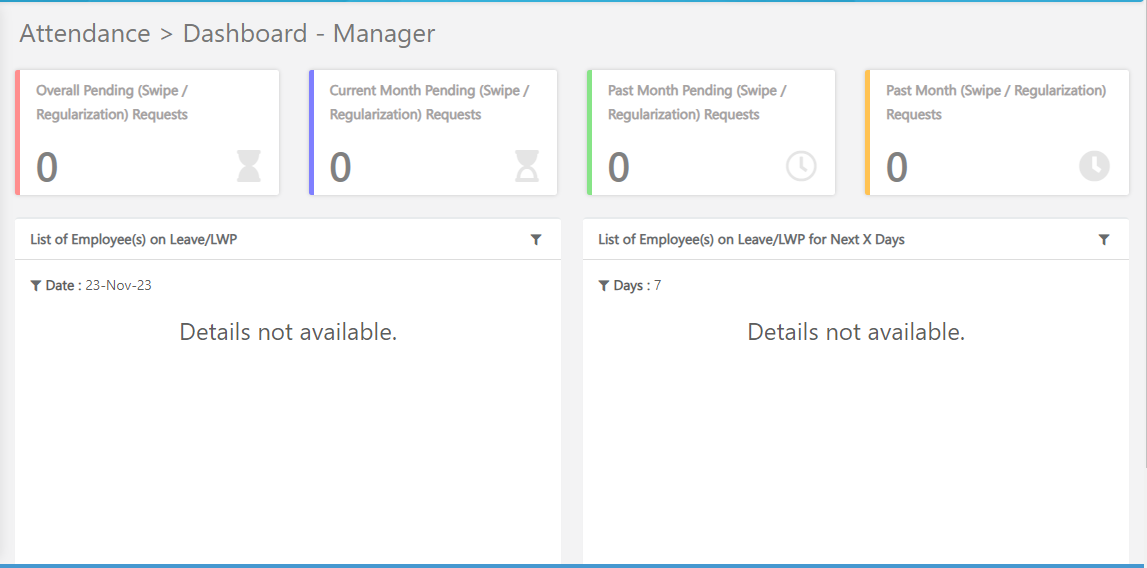 Attendance > Dashboard - Manager
Overall Pending (Swipe /
Regularization) Requests
0
Current Month Pending (Swipe /
Regularization) Requests
0
Past Month Pending (Swipe /
Regularization) Requests
0
Past Month (Swipe / Regularization)
Requests
0
List of Employee(s) on Leave/LWP
Date : 23-Nov-23
Details not available.
List of Employee(s) on Leave/LWP for Next X Days
Days : 7
Details not available.